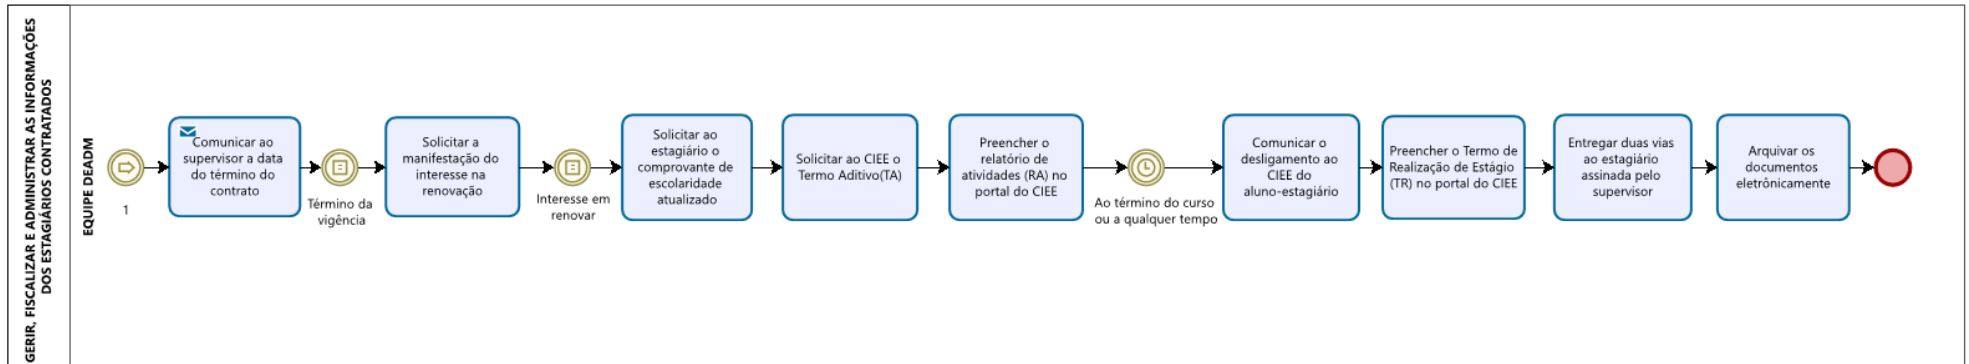 GERIR, FISCALIZAR E ADMINISTRAR AS INFORMAÇÕES
DOS ESTAGIÁRIOS CONTRATADOS
EQUIPE DEADM
1
Comunicar ao
supervisor a data
do término do
contrato
Término da
vigência
Solicitar a
manifestação do
interesse na
renovação
Interesse em
renovar
Solicitar ao
estagiário o
comprovante de
escolaridade
atualizado
Solicitar ao CIEE o
Termo Aditivo(TA)
Preencher o
relatório de
atividades (RA) no
portal do CIEE
Ao término do curso
ou a qualquer tempo
Comunicar o
desligamento ao
CIEE do
aluno-estagiário
Preencher o Termo de
Realização de Estágio
(TR) no portal do CIEE
Entregar duas vias
ao estagiário
assinada pelo
supervisor
Arquivar os
documentos
eletrônicamente